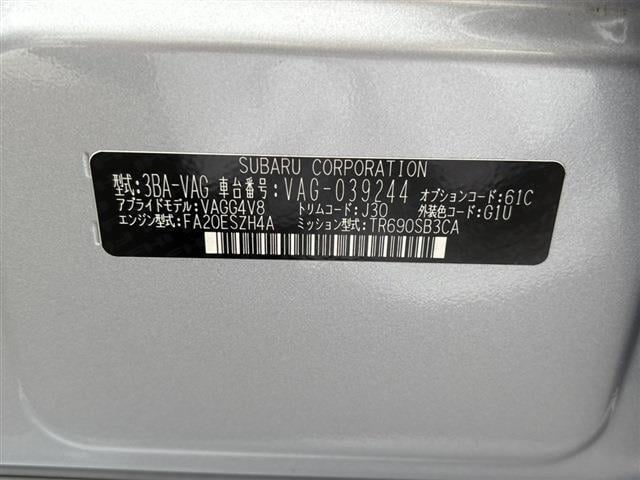 SUBARU CORPORATION
型式:3BA-VAG 車台番号:VAG-039244 オプションコード:61C
アプライドモデル:VAGG4V8 トリムコード:J30 外装色コード:G1U
エンジン型式:FA20ESZH4A ミッション型式:TR690SB3CA